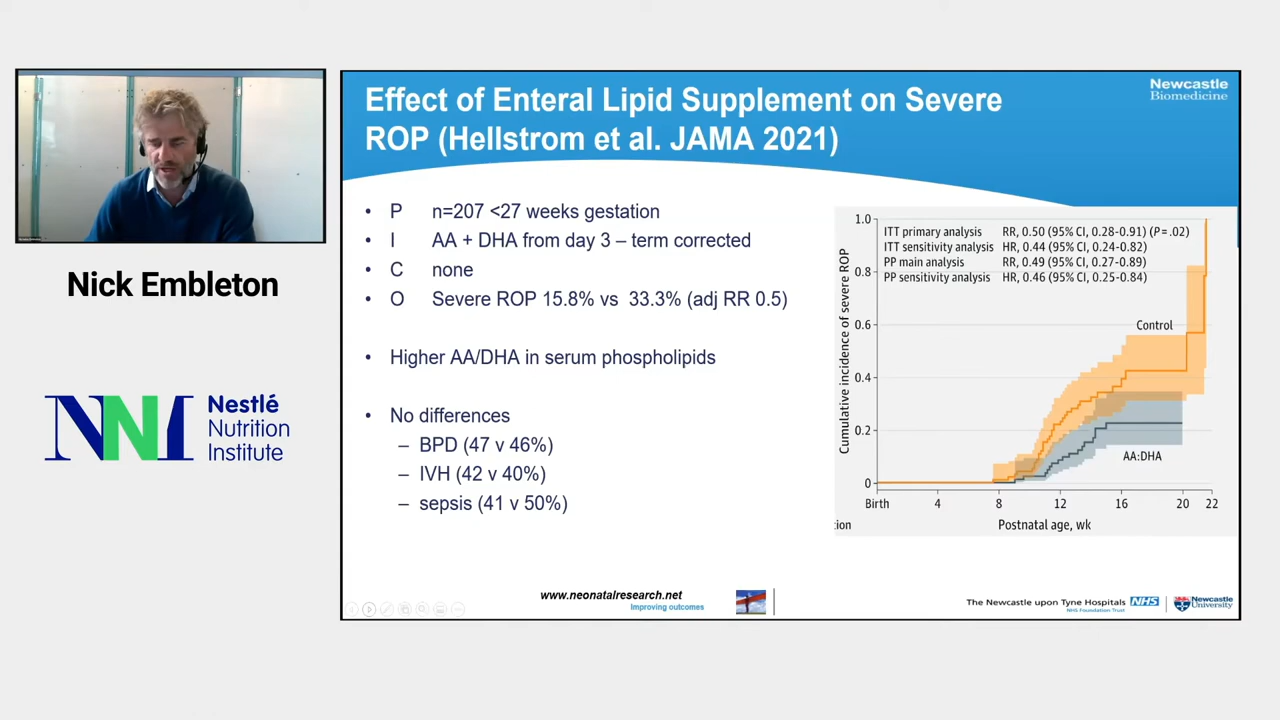 Effect of Enteral Lipid Supplement on Severe
ROP (Hellstrom et al. JAMA 2021)
Newcastle
Biomedicine
• P n=207 <27 weeks gestation
• I AA + DHA from day 3 – term corrected
• C none
• O Severe ROP 15.8% vs 33.3% (adj RR 0.5)
• Higher AA/DHA in serum phospholipids
• No differences
– BPD (47 v 46%)
– IVH (42 v 40%)
– sepsis (41 v 50%)
Cumulative incidence of severe ROP
1.0
0.8
0.6
0.4
0.2
0
ITT primary analysis RR, 0.50 (95% CI, 0.28-0.91) (P = .02)
ITT sensitivity analysis HR, 0.44 (95% CI, 0.24-0.82)
PP main analysis RR, 0.49 (95% CI, 0.27-0.89)
PP sensitivity analysis HR, 0.46 (95% CI, 0.25-0.84)
Control
AA:DHA
Birth 4 8 12 16 20 22
Postnatal age, wk
ion
Nick Embleton
NNI
Nestlé
Nutrition
Institute
www.neonatalresearch.net
Improving outcomes
The Newcastle upon Tyne Hospitals NHS
NHS Foundation Trust
Newcastle
University